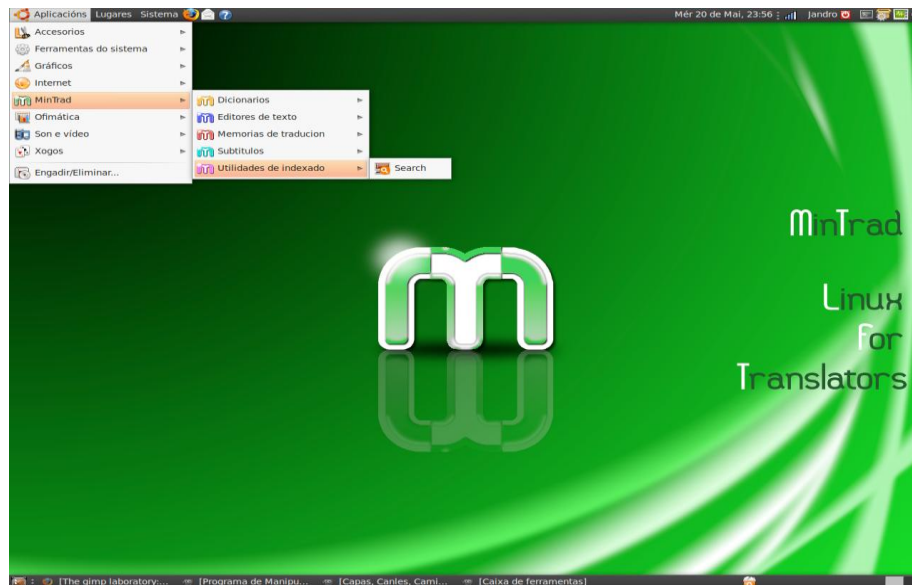 Aplicacións Lugares Sistema
Mér 20 de Mai, 23:56 Jandro
Accesorios
Ferramentas do sistema
Gráficos
Internet
MinTrad
Ofimática
Son e vídeo
Xogos
Engadir/Eliminar...
Dicionarios
Editores de texto
Memorias de traducion
Subtitulos
Utilidades de indexado
Search
MinTrad
Linux
For
Translators
[The gimp laboratory:... [Programa de Manipu... [Capas, Canles, Cami... [Caixa de ferramentas]